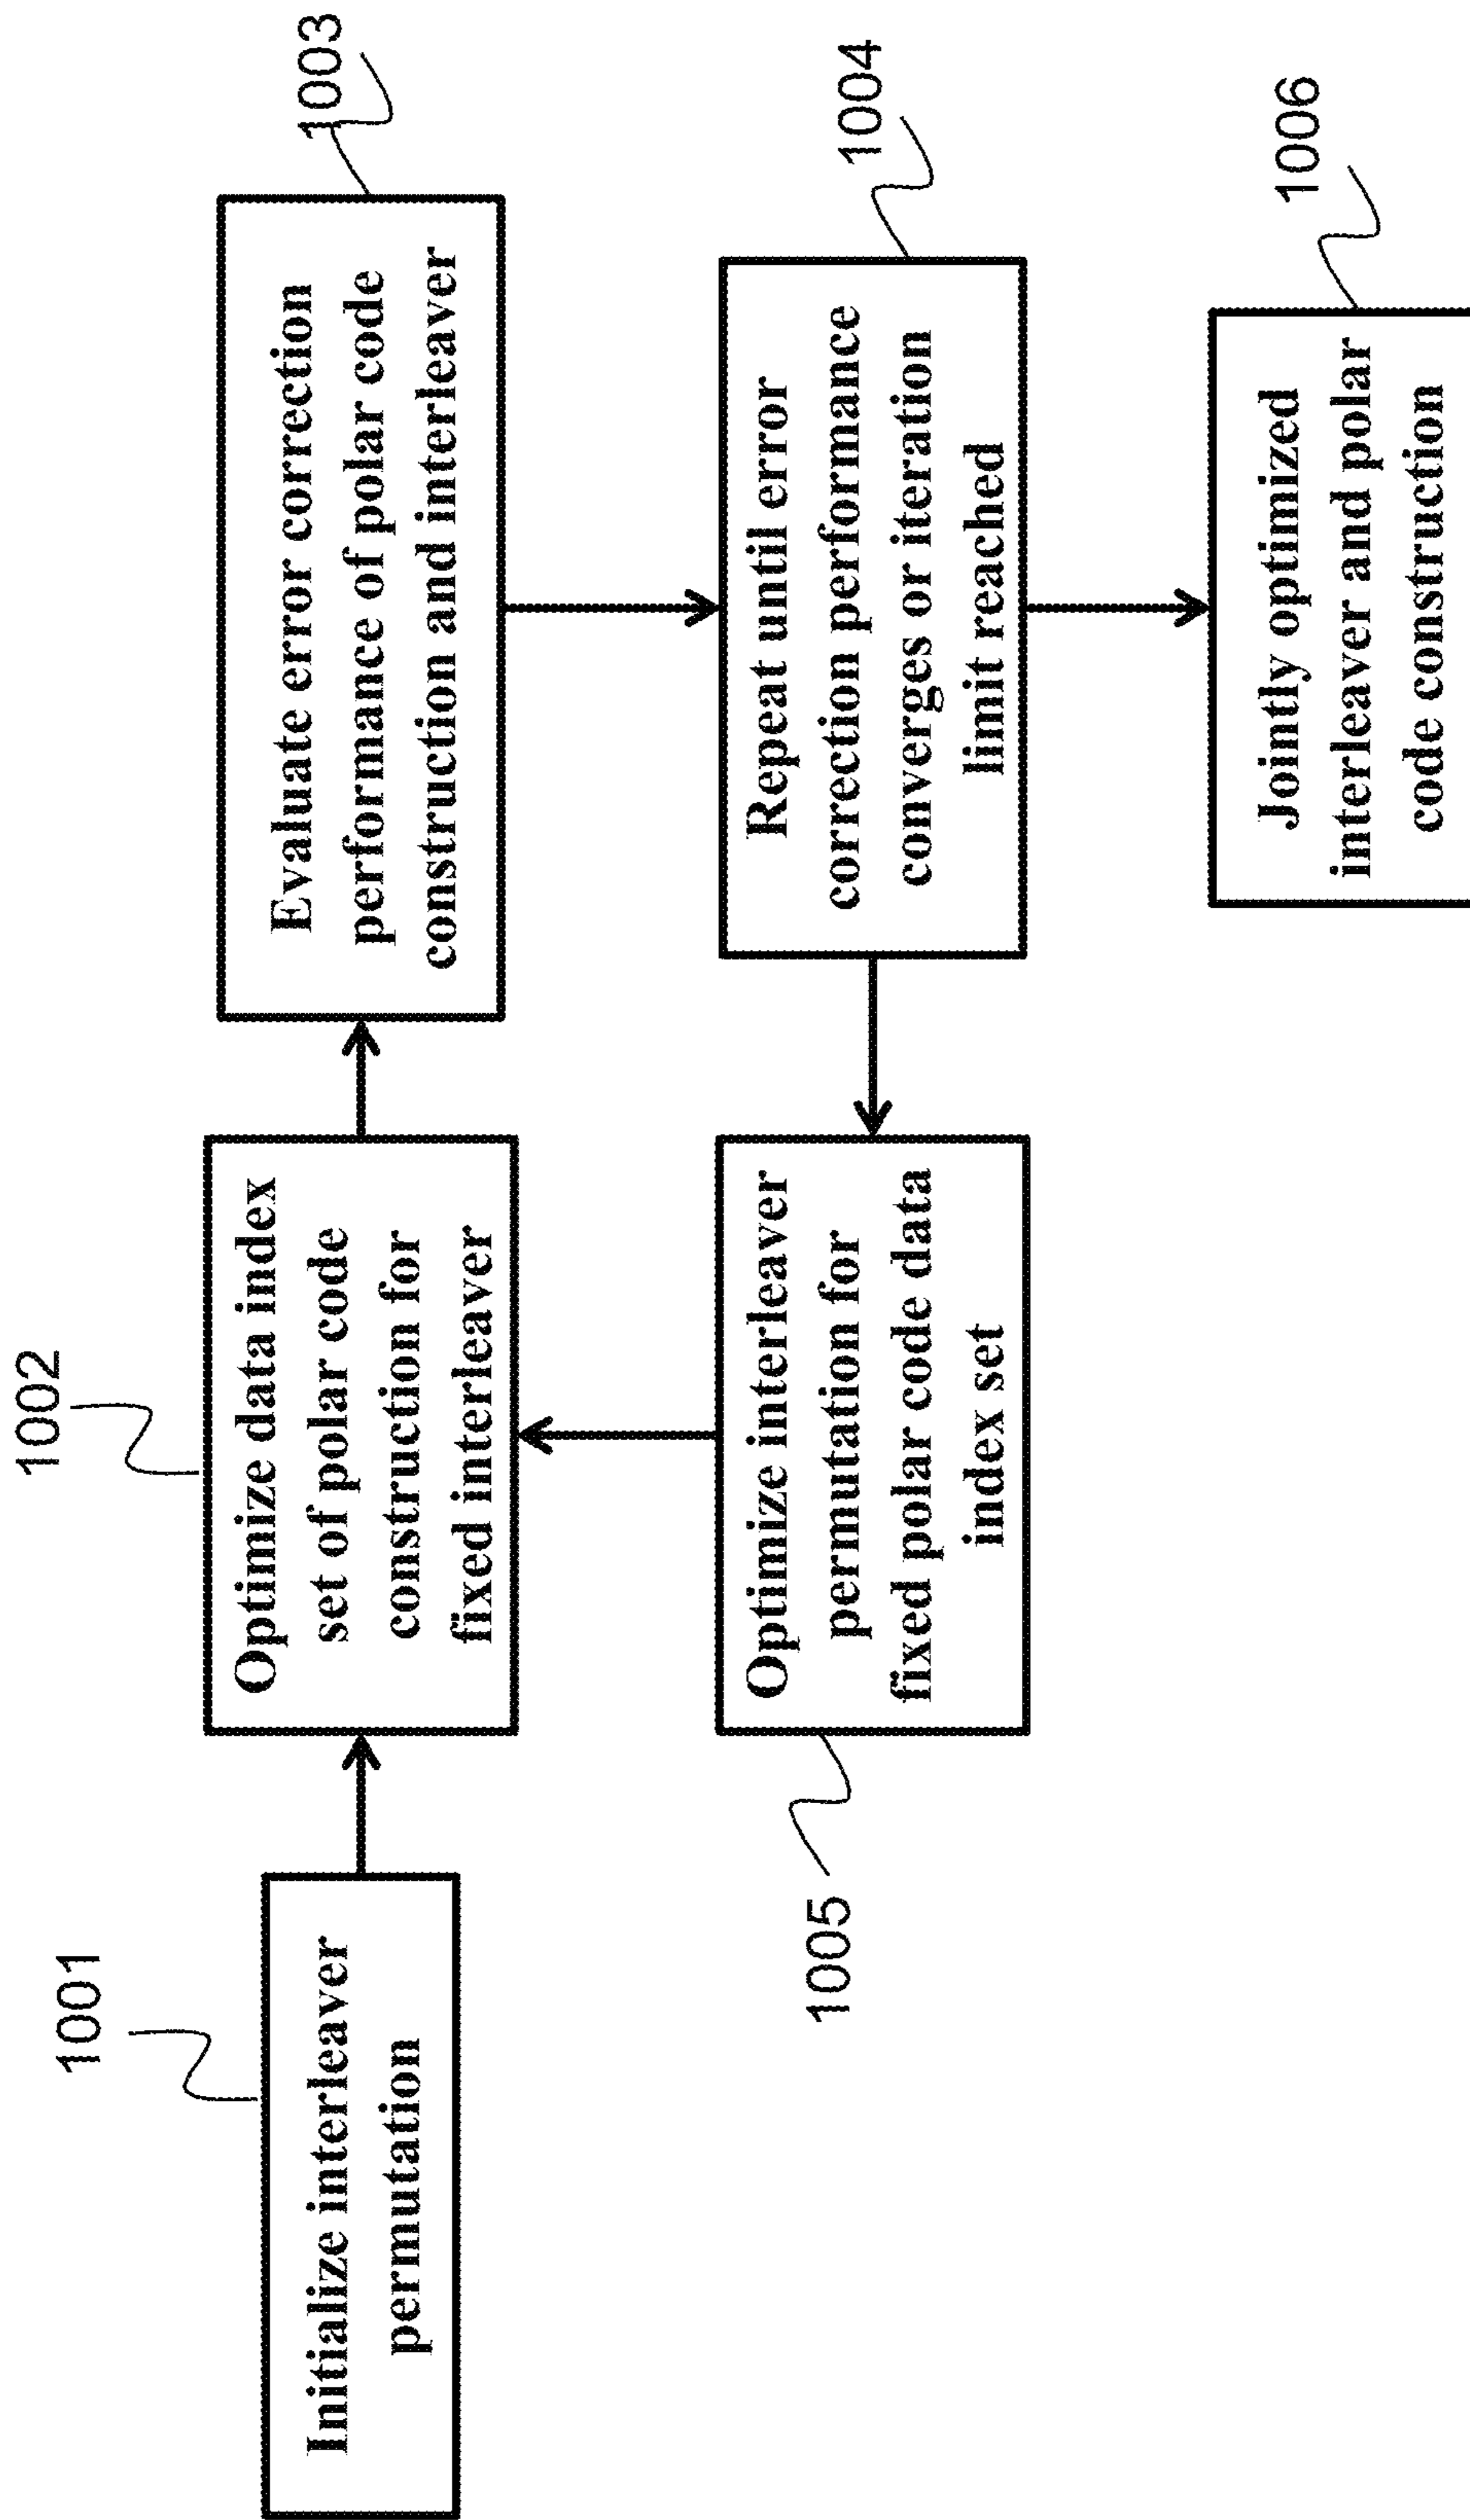 1001
Initialize interleaver
permutation
1002
Optimize data index
set of polar code
construction for
fixed interleaver
1003
Evaluate error correction
performance of polar code
construction and interleaver
1004
Repeat until error
correction performance
converges or iteration
limit reached
1005
Optimize interleaver
permutation for
fixed polar code data
index set
1006
Jointly optimized
interleaver and polar
code construction